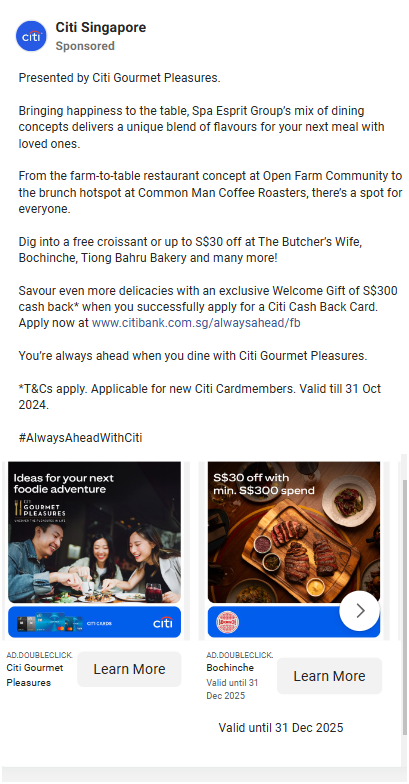 Citi Singapore
Sponsored
Presented by Citi Gourmet Pleasures.
Bringing happiness to the table, Spa Esprit Group's mix of dining
concepts delivers a unique blend of flavours for your next meal with
loved ones.
From the farm-to-table restaurant concept at Open Farm Community to
the brunch hotspot at Common Man Coffee Roasters, there's a spot for
everyone.
Dig into a free croissant or up to S$30 off at The Butcher's Wife,
Bochinche, Tiong Bahru Bakery and many more!
Savour even more delicacies with an exclusive Welcome Gift of S$300
cash back* when you successfully apply for a Citi Cash Back Card.
Apply now at www.citibank.com.sg/alwaysahead/fb
You're always ahead when you dine with Citi Gourmet Pleasures.
*T&Cs apply. Applicable for new Citi Cardmembers. Valid till 31 Oct
2024.
#AlwaysAheadWithCiti
Ideas for your next
foodie adventure
CITI
GOURMET
PLEASURES
UNCOVER THE PLEASURES IN LIFE
CITI CARDS
citi
S$30 off with
min. S$300 spend
AD.DOUBLECLICK.
Citi Gourmet
Pleasures
Learn More
AD.DOUBLECLICK.
Bochinche
Valid until 31
Dec 2025
Learn More
Valid until 31 Dec 2025